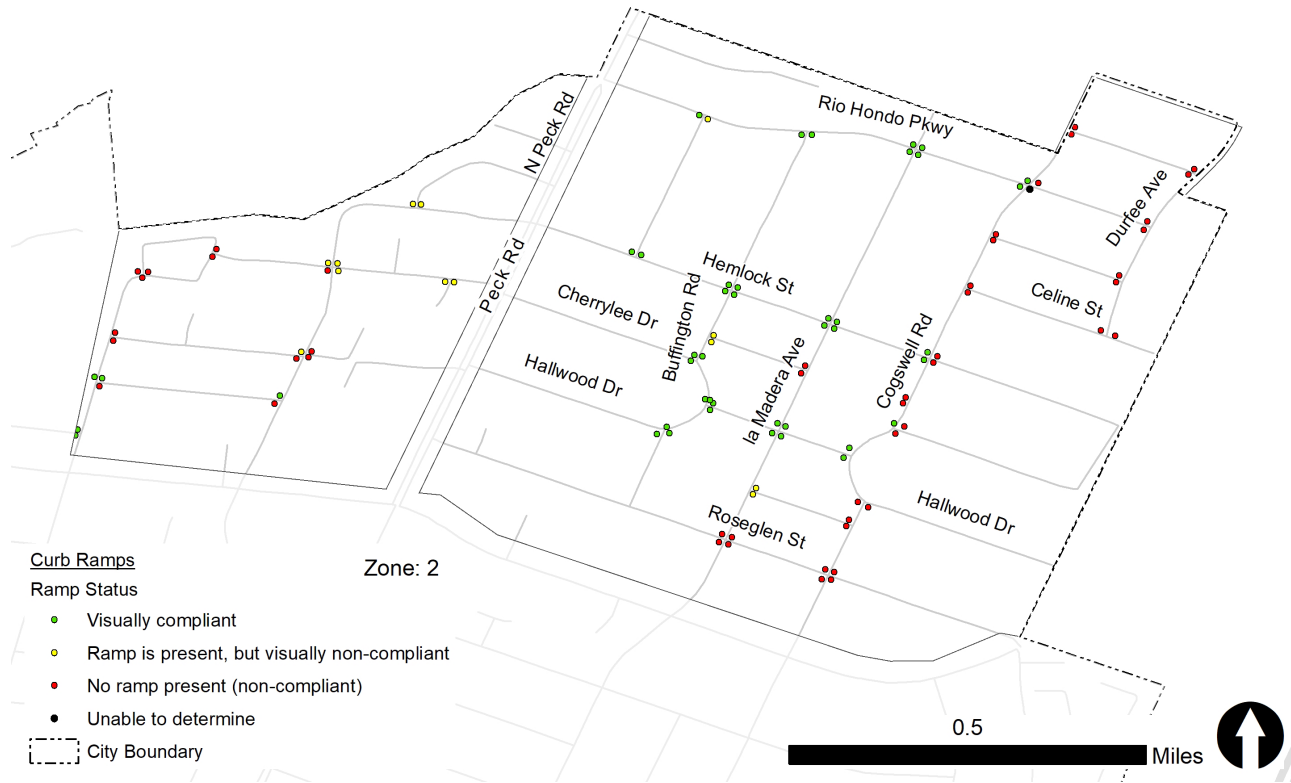 Rio Hondo Pkwy
N Peck Rd
Durfee Ave
Peck Rd
Hemlock St
Cherrylee Dr
Buffington Rd
Celine St
Hallwood Dr
la Madera Ave
Cogswell Rd
Hallwood Dr
Roseglen St
Zone: 2
Curb Ramps
Ramp Status
Visually compliant
Ramp is present, but visually non-compliant
No ramp present (non-compliant)
Unable to determine
City Boundary
0.5
Miles